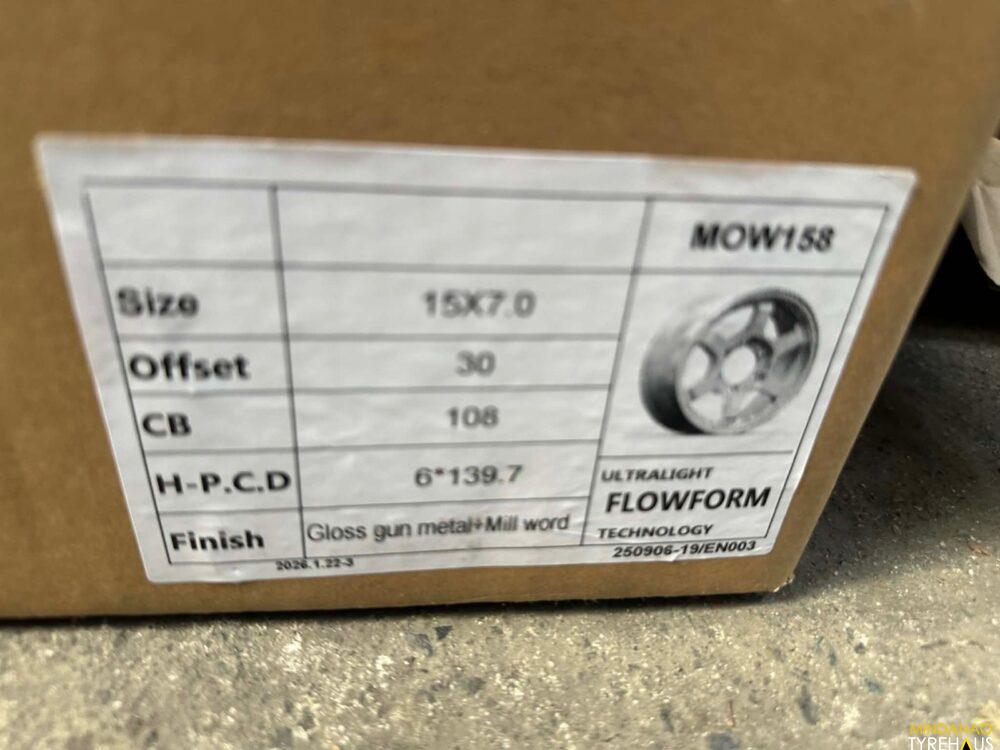 MOW158
Size 15X7.0
Offset 30
CB 108
H-P.C.D 6*139.7
Finish Gloss gun metal+Mill word
ULTRALIGHT
FLOWFORM
TECHNOLOGY
2026.1.22-3
250906-19/EN003
MINDANAO
TYREHAUS